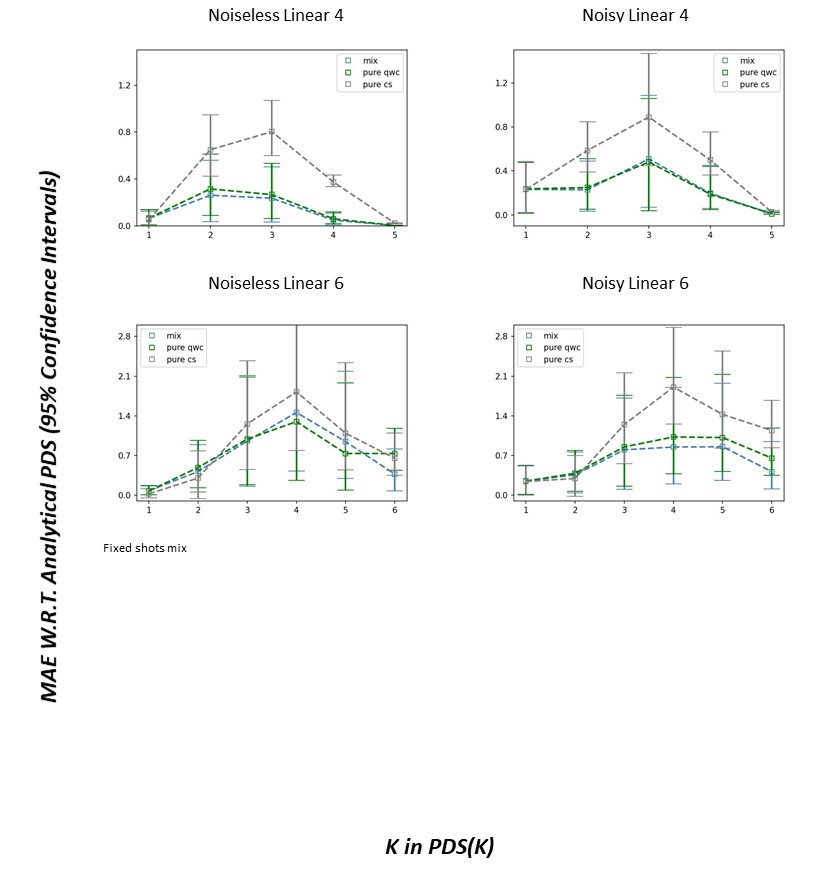 Noiseless Linear 4
1.2
0.8
0.4
0.0
1 2 3 4 5
mix
pure qwc
pure cs
Noisy Linear 4
1.2
0.8
0.4
0.0
1 2 3 4 5
mix
pure qwc
pure cs
MAE W.R.T. Analytical PDS (95% Confidence Intervals)
Noiseless Linear 6
2.8
2.1
1.4
0.7
0.0
1 2 3 4 5 6
mix
pure qwc
pure cs
Noisy Linear 6
2.8
2.1
1.4
0.7
0.0
1 2 3 4 5 6
mix
pure qwc
pure cs
Fixed shots mix
K in PDS(K)